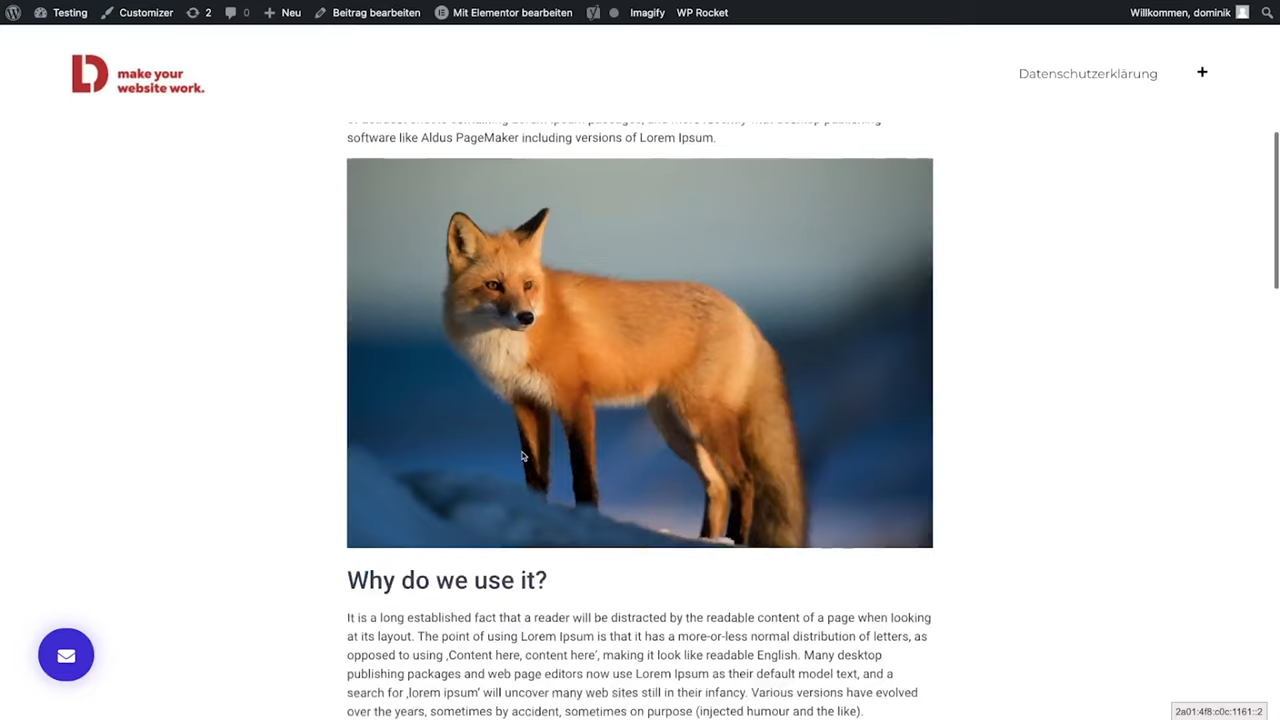 Testing Customizer 2 0 Neu Beitrag bearbeiten Mit Elementor bearbeiten Imagify WP Rocket Willkommen, dominik
make your
website work.
Datenschutzerklärung +
software like Aldus PageMaker including versions of Lorem Ipsum.
Why do we use it?
It is a long established fact that a reader will be distracted by the readable content of a page when looking
at its layout. The point of using Lorem Ipsum is that it has a more-or-less normal distribution of letters, as
opposed to using ‚Content here, content here‘, making it look like readable English. Many desktop
publishing packages and web page editors now use Lorem Ipsum as their default model text, and a
search for ‚lorem ipsum‘ will uncover many web sites still in their infancy. Various versions have evolved
over the years, sometimes by accident, sometimes on purpose (injected humour and the like).
2a01:4f8:c0c:1161::2